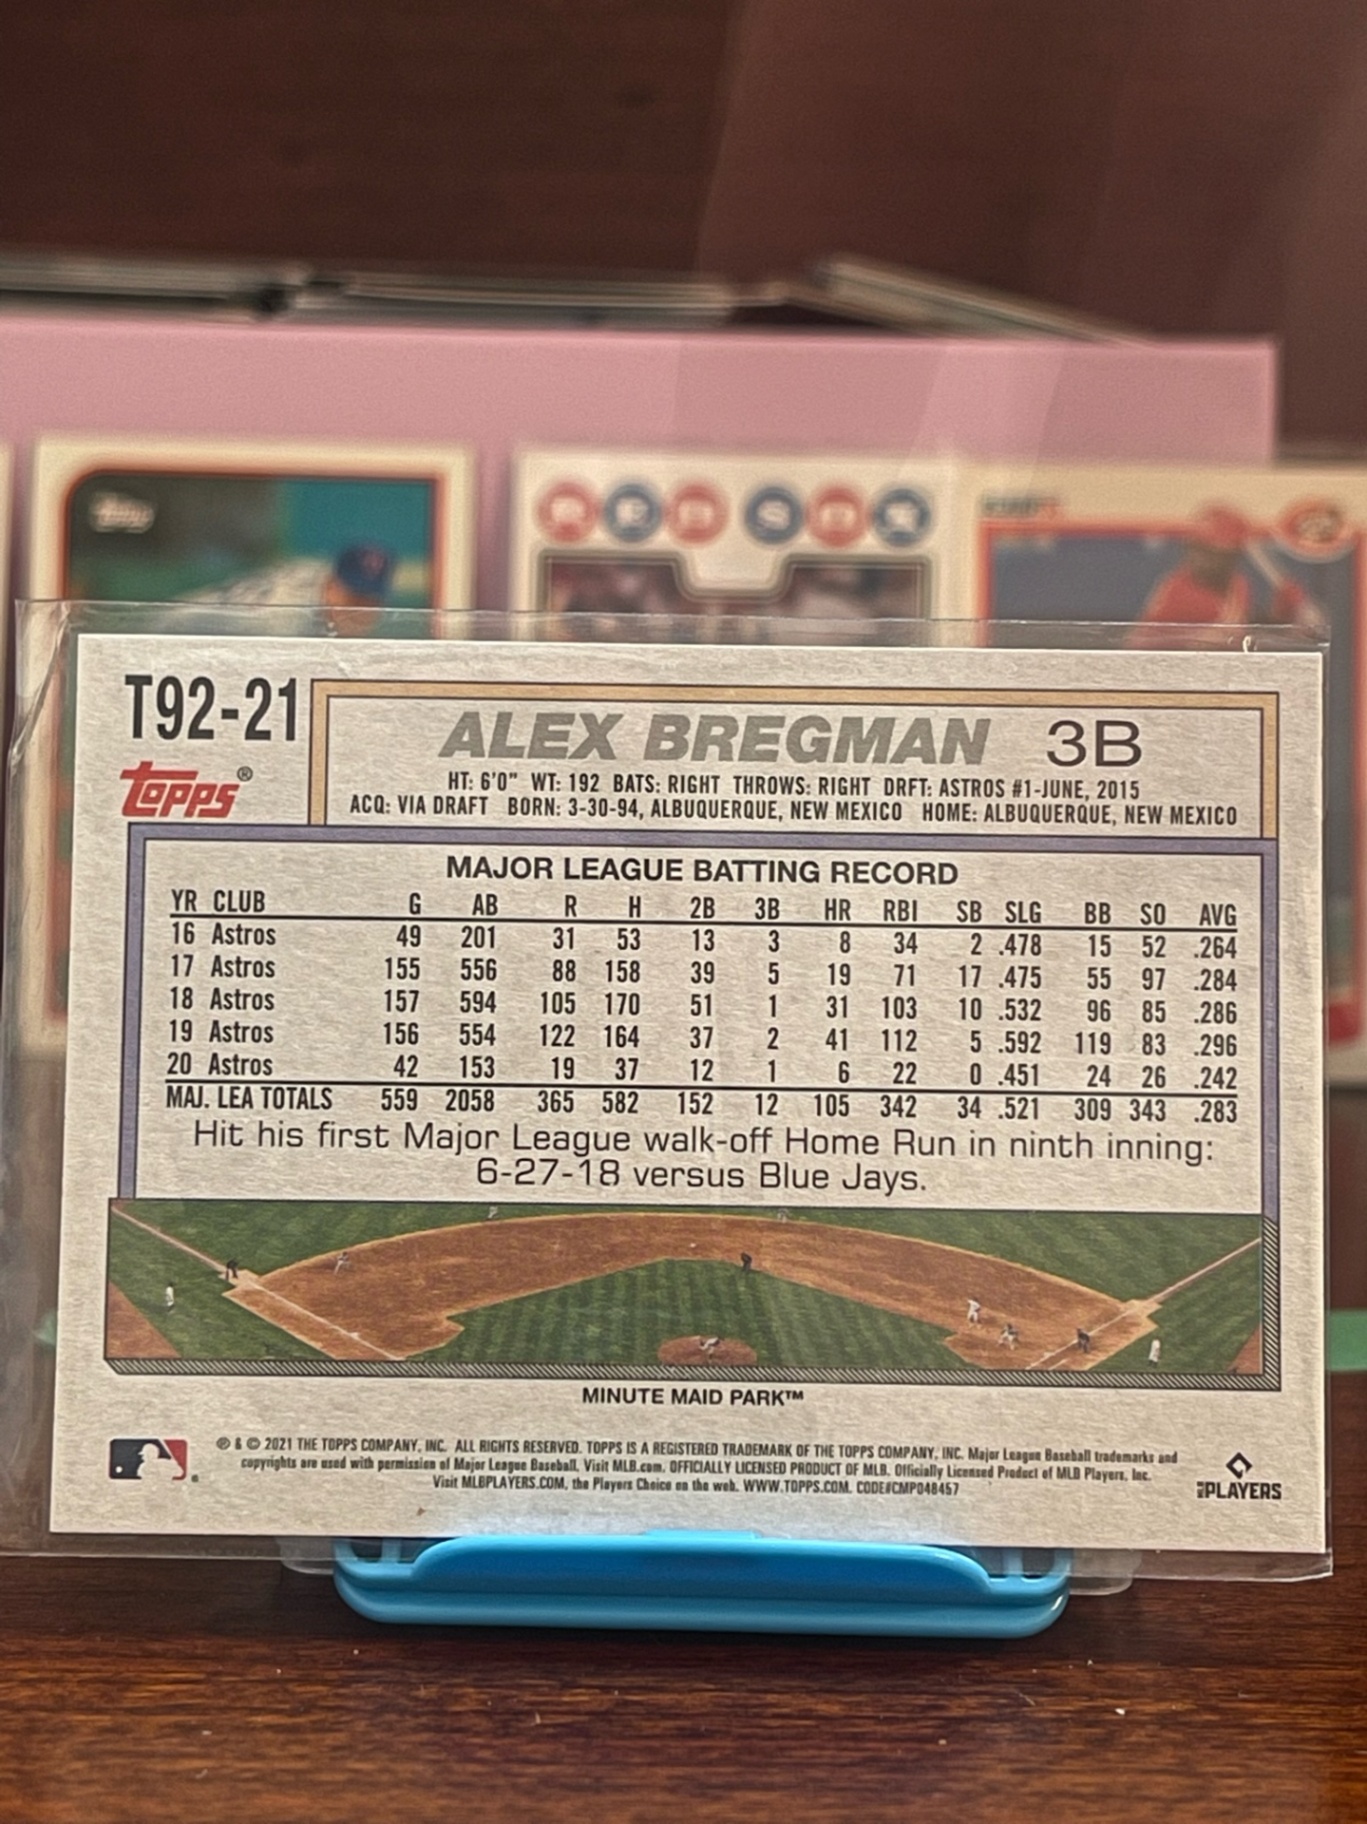 Topps
RED SOX
T92-21
Topps®
ALEX BREGMAN 3B
HT: 6'0" WT: 192 BATS: RIGHT THROWS: RIGHT DRFT: ASTROS #1-JUNE, 2015
ACQ: VIA DRAFT BORN: 3-30-94, ALBUQUERQUE, NEW MEXICO HOME: ALBUQUERQUE, NEW MEXICO
MAJOR LEAGUE BATTING RECORD
YR CLUB G AB R H 2B 3B HR RBI SB SLG BB SO AVG
16 Astros 49 201 31 53 13 3 8 34 2 .478 15 52 .264
17 Astros 155 556 88 158 39 5 19 71 17 .475 55 97 .284
18 Astros 157 594 105 170 51 1 31 103 10 .532 96 85 .286
19 Astros 156 554 122 164 37 2 41 112 5 .592 119 83 .296
20 Astros 42 153 19 37 12 1 6 22 0 .451 24 26 .242
MAJ. LEA TOTALS 559 2058 365 582 152 12 105 342 34 .521 309 343 .283
Hit his first Major League walk-off Home Run in ninth inning:
6-27-18 versus Blue Jays.
MINUTE MAID PARK™
℗ & © 2021 THE TOPPS COMPANY, INC. ALL RIGHTS RESERVED. TOPPS IS A REGISTERED TRADEMARK OF THE TOPPS COMPANY, INC. Major League Baseball trademarks and
copyrights are used with permission of Major League Baseball. Visit MLB.com. OFFICIALLY LICENSED PRODUCT OF MLB. Officially Licensed Product of MLB Players, Inc.
Visit MLBPLAYERS.COM, the Players Choice on the web. WWW.TOPPS.COM. CODE#CMP048457
PLAYERS